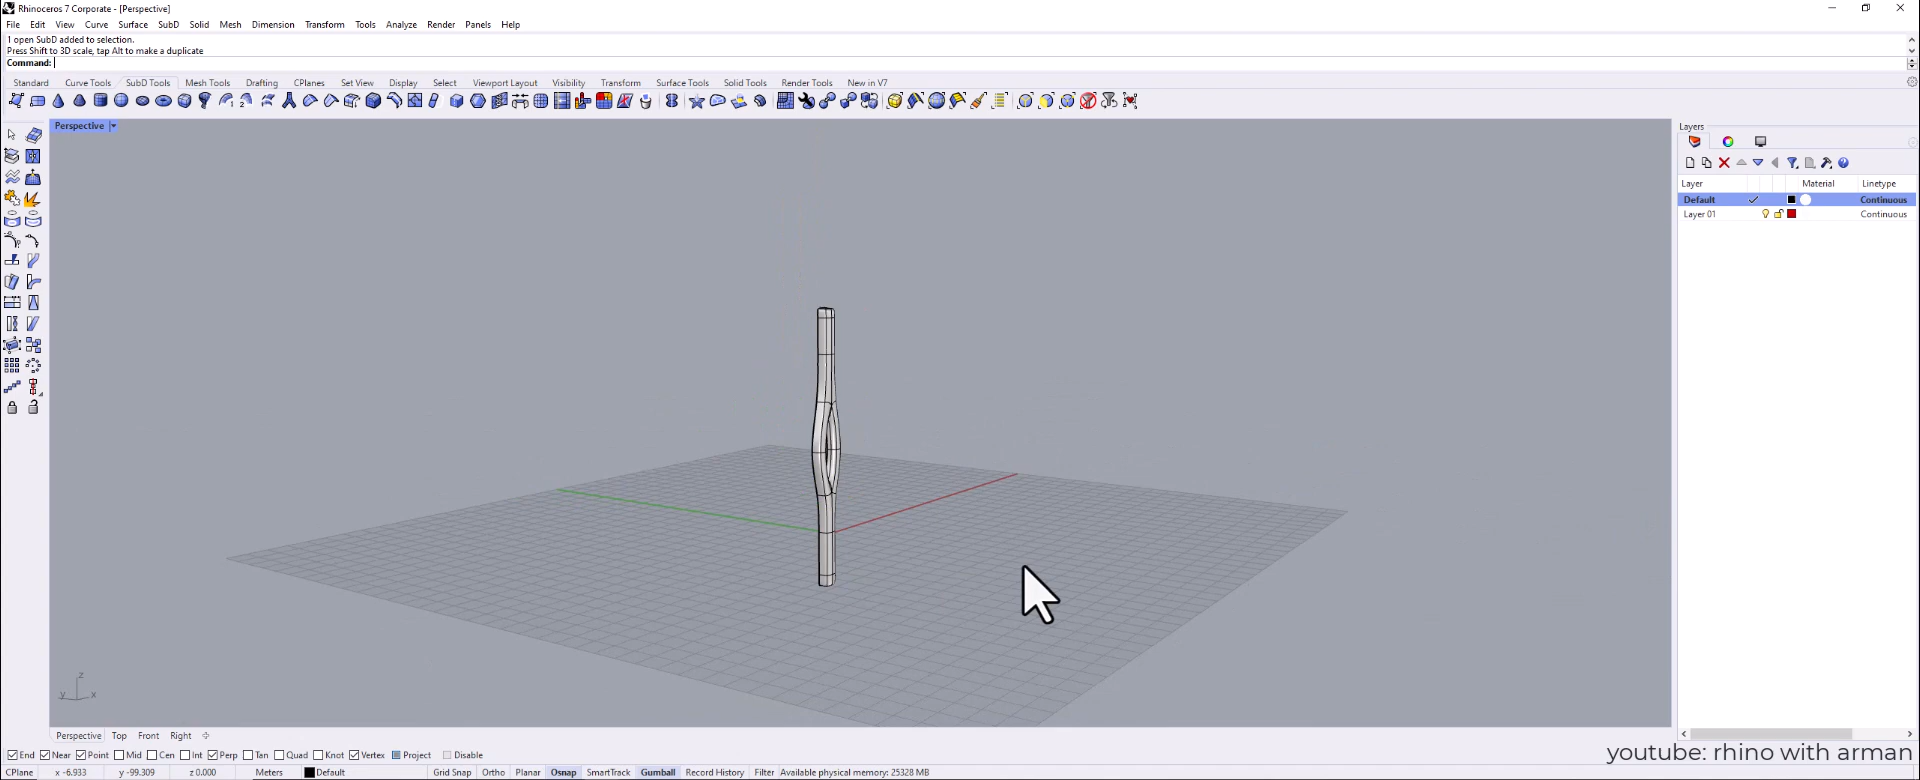 Rhinoceros 7 Corporate - [Perspective]
File Edit View Curve Surface SubD Solid Mesh Dimension Transform Tools Analyze Render Panels Help
1 open SubD added to selection.
Press Shift to 3D scale, tap Alt to make a duplicate
Command:
Standard Curve Tools SubD Tools Mesh Tools Drafting CPlanes Set View Display Select Viewport Layout Visibility Transform Surface Tools Solid Tools Render Tools New in V7
Perspective
Layers
Layer Material Linetype
Default Continuous
Layer 01 Continuous
z
y x
Perspective Top Front Right
End Near Point Mid Cen Int Perp Tan Quad Knot Vertex Project Disable
youtube: rhino with arman
CPlane x -6.933 y -99.309 z 0.000 Meters Default Grid Snap Ortho Planar Osnap SmartTrack Gumball Record History Filter Available physical memory: 25328 MB